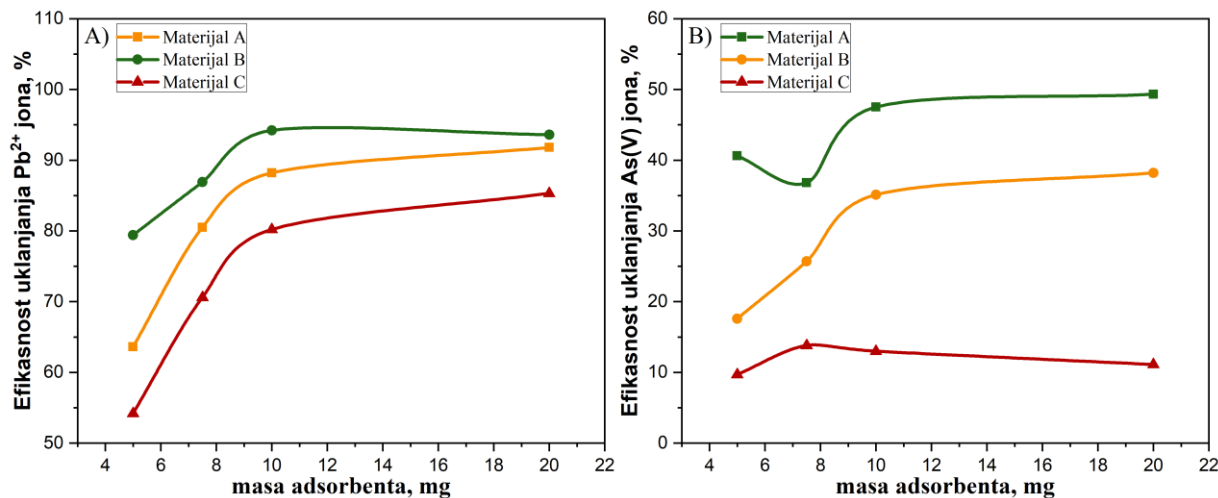 A)
Materijal A
Materijal B
Materijal C
Efikasnost uklanjanja Pb²⁺ jona, %
110
100
90
80
70
60
50
4 6 8 10 12 14 16 18 20 22
masa adsorbenta, mg
B)
Materijal A
Materijal B
Materijal C
Efikasnost uklanjanja As(V) jona, %
60
50
40
30
20
10
0
4 6 8 10 12 14 16 18 20 22
masa adsorbenta, mg